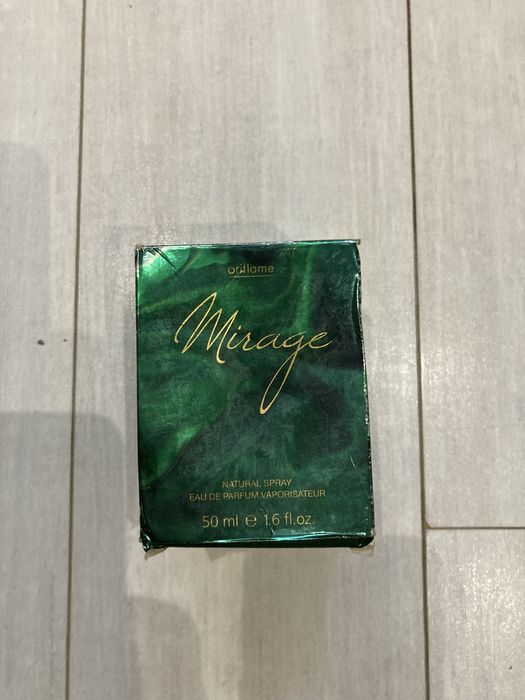 oriflame
Mirage
NATURAL SPRAY
EAU DE PARFUM VAPORISATEUR
50 ml ℮ 1.6 fl.oz.